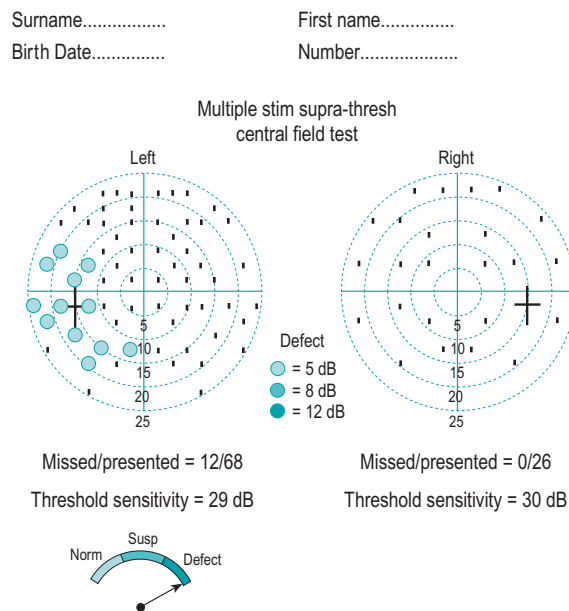 Surname................ First name...............
Birth Date............... Number....................
Multiple stim supra-thresh
central field test
Left
Right
5
10
15
20
25
5
10
15
20
25
Defect
= 5 dB
= 8 dB
= 12 dB
Missed/presented = 12/68
Missed/presented = 0/26
Threshold sensitivity = 29 dB
Threshold sensitivity = 30 dB
Norm
Susp
Defect